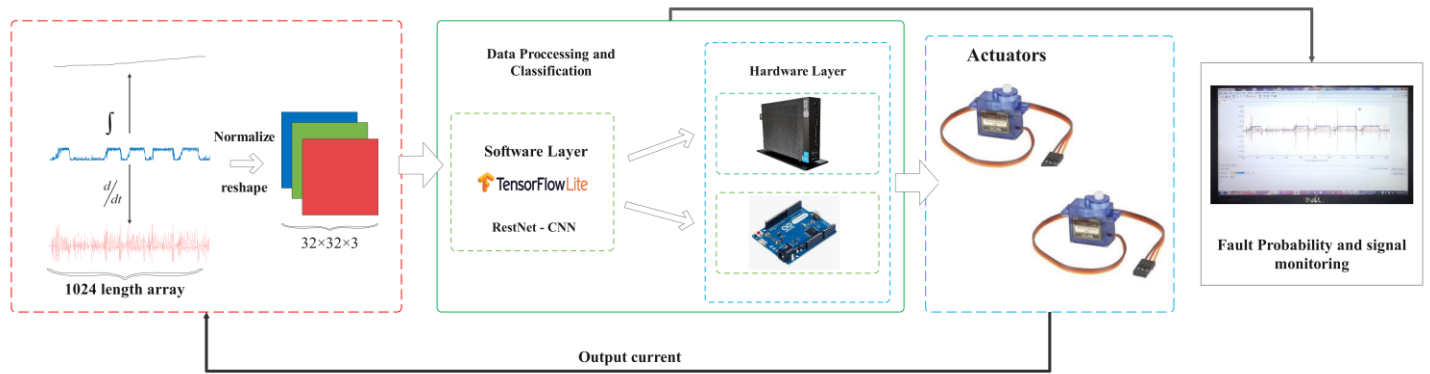 ∫
d/dt
1024 length array
Normalize
reshape
32×32×3
Data Proccessing and
Classification
Software Layer
TensorFlow Lite
RestNet - CNN
Hardware Layer
Actuators
DELL
Fault Probability and signal
monitoring
Output current